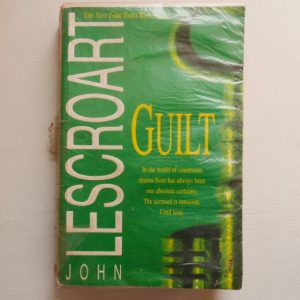 THE NEW YORK TIMES
JOHN LESCROART
GUILT
In the world of courtroom
drama there has always been
one absolute certainty.
The accused is innocent.
Until now.